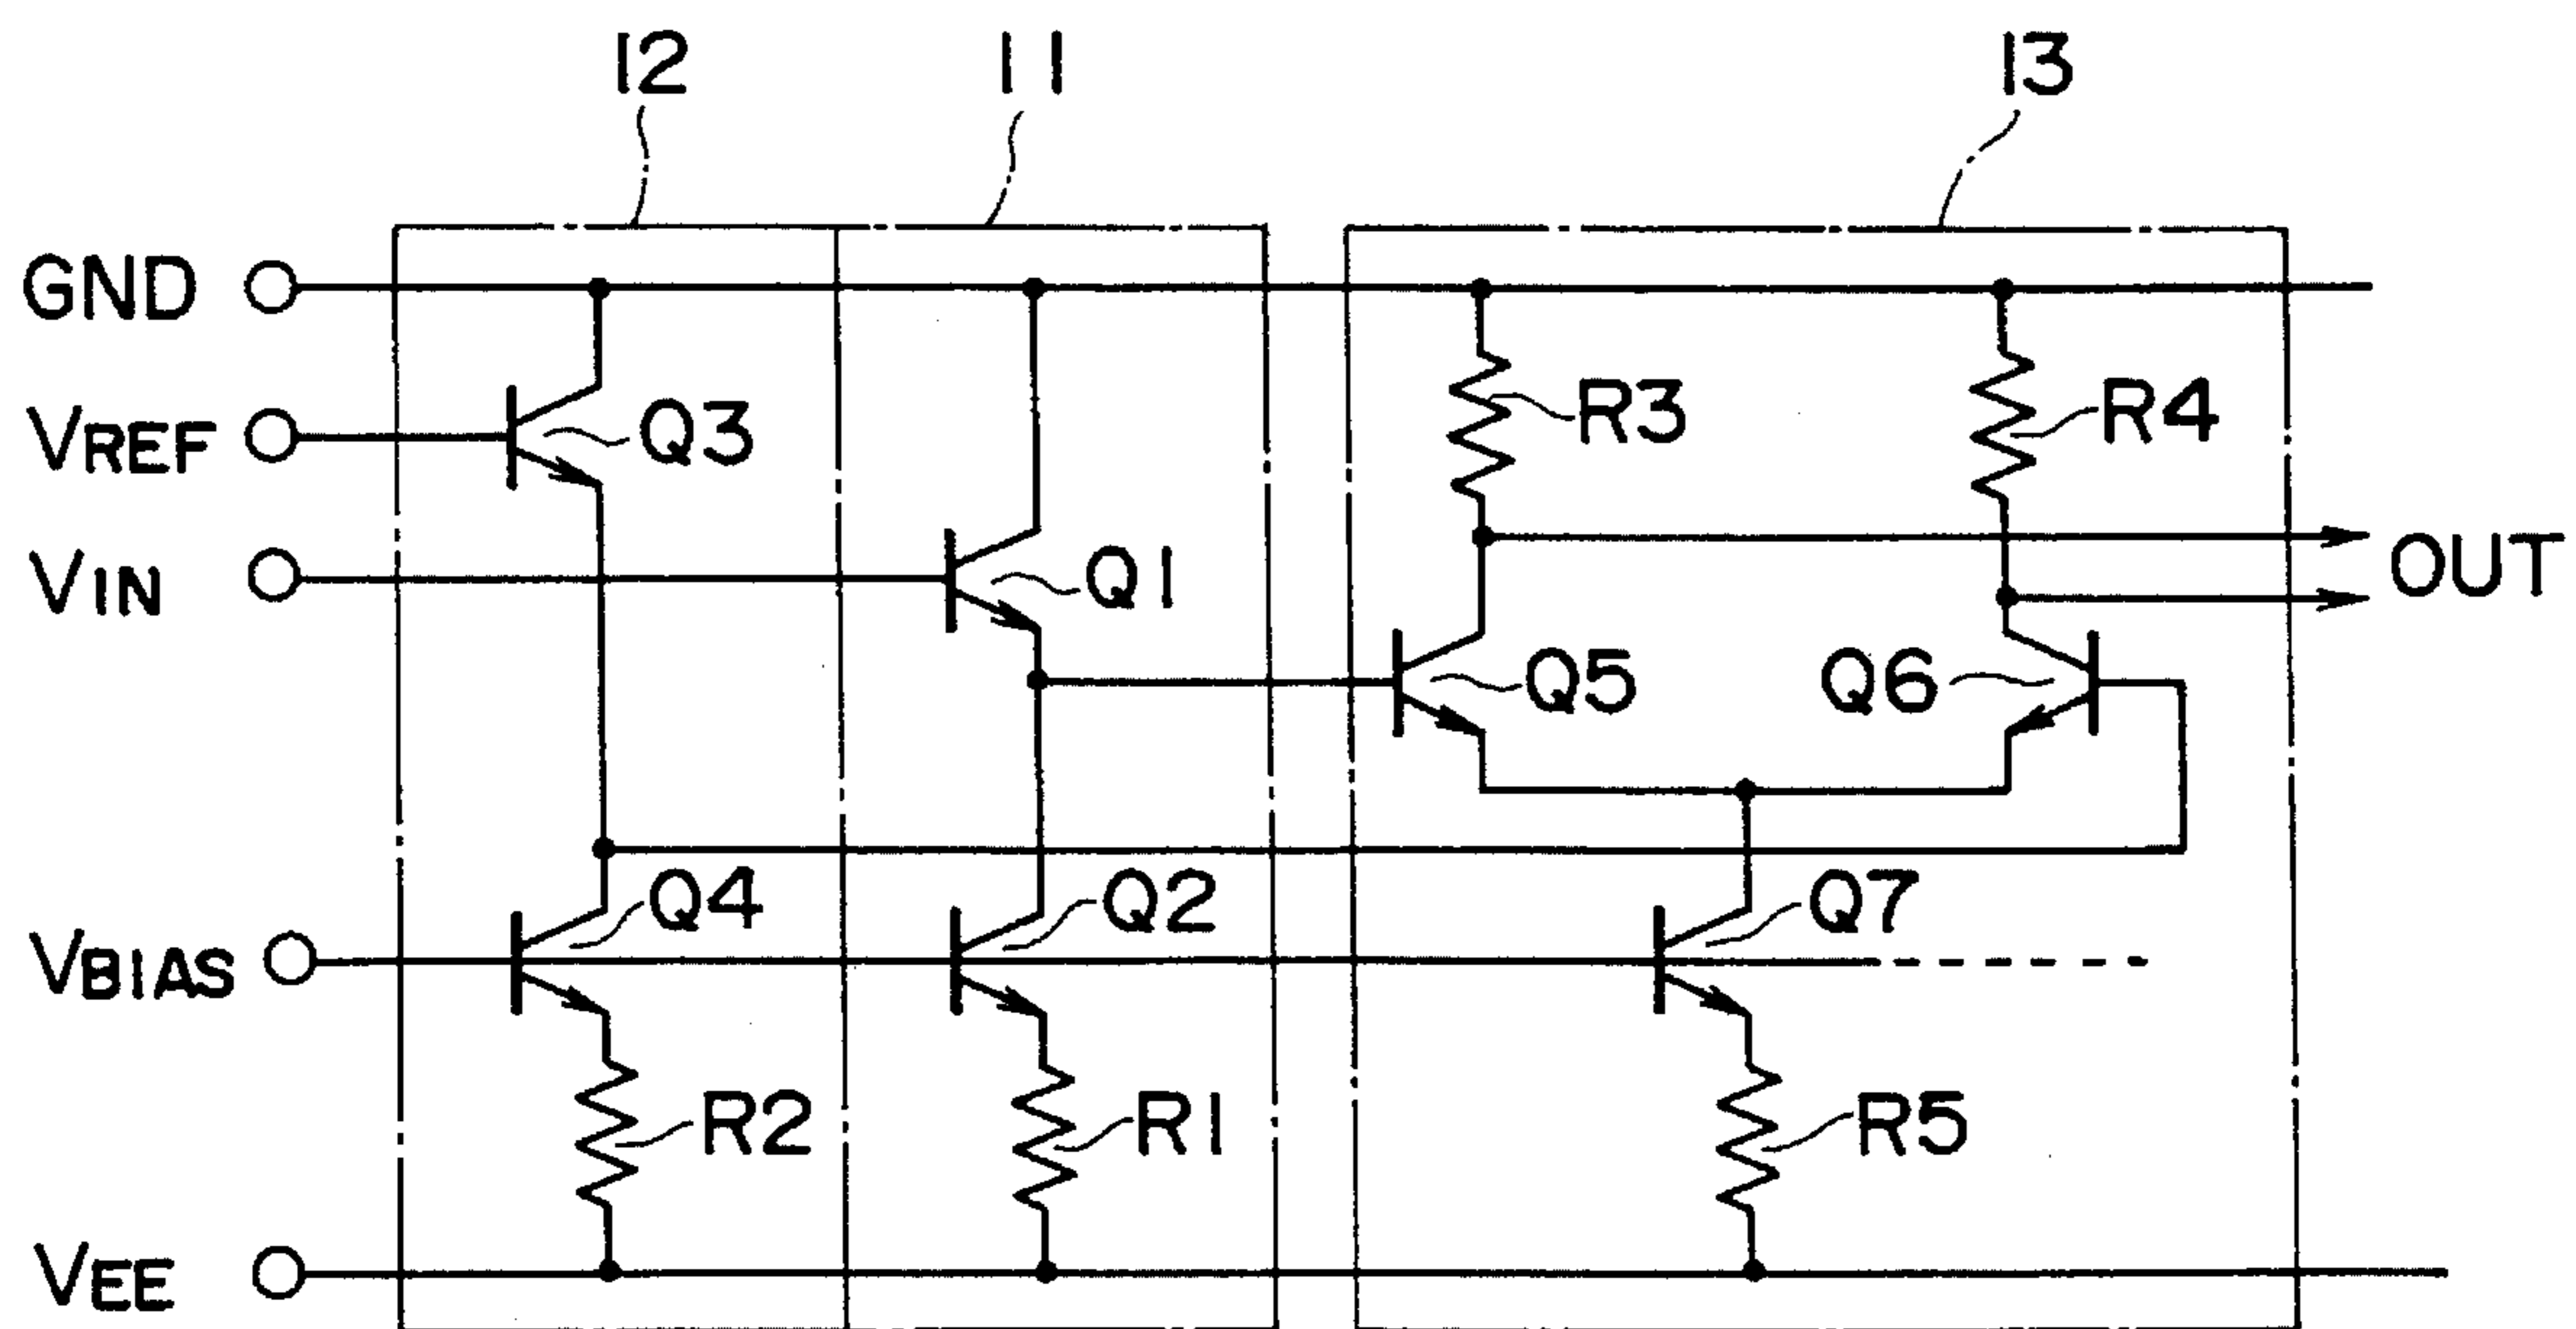 12 11 13
GND
VREF Q3 R3 R4
VIN Q1 OUT
Q5 Q6
Q4 Q2 Q7
VBIAS
R2 R1 R5
VEE